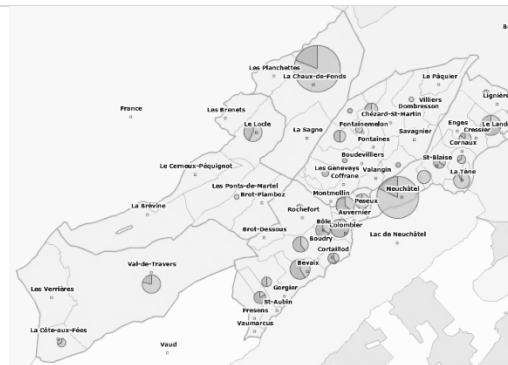 Les Planchettes
La Chaux-de-Fonds
Le Pâquier
France
Les Brenets
Villiers
Dombresson
Lignière
Chézard-St-Martin
Le Locle
Fontainemelon
La Sagne
Savagnier
Enges
Le Land
Cressier
Fontaines
Cornaux
Boudevilliers
St-Blaise
Le Cerneux-Péquignot
Les Geneveys
Coffrane
Valangin
La Tène
Les Ponts-de-Martel
Brot-Plamboz
Montmollin
Neuchâtel
Peseux
La Brévine
Rochefort
Auvernier
Bôle
Colombier
Brot-Dessous
Boudry
Lac de Neuchâtel
Cortaillod
Val-de-Travers
Bevaix
Les Verrières
Gorgier
St-Aubin
Fresens
Vaumarcus
La Côte-aux-Fées
Vaud